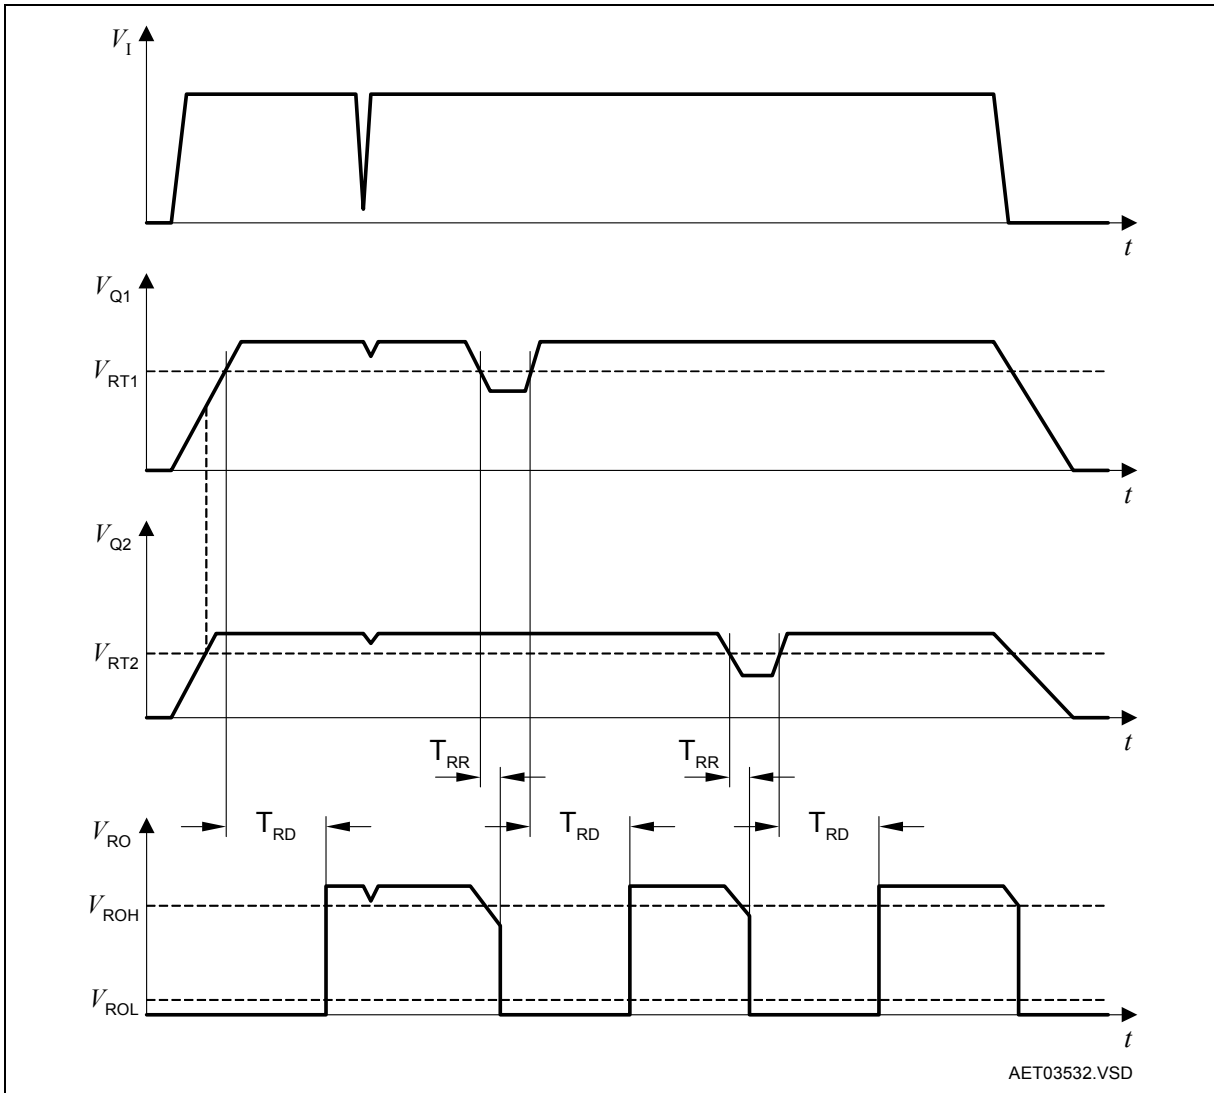 V_I
t
V_Q1
V_RT1
t
V_Q2
V_RT2
t
T_RR
T_RR
V_RO
T_RD
T_RD
T_RD
V_ROH
V_ROL
t
AET03532.VSD